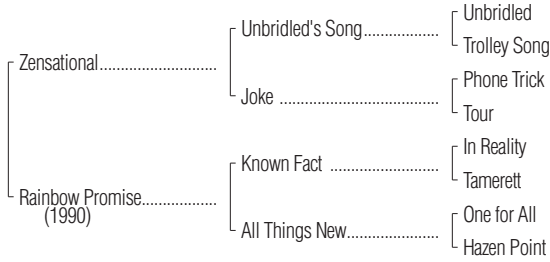 Unbridled
Unbridled's Song
Trolley Song
Zensational
Phone Trick
Joke
Tour
In Reality
Known Fact
Tamerett
Rainbow Promise
(1990)
One for All
All Things New
Hazen Point